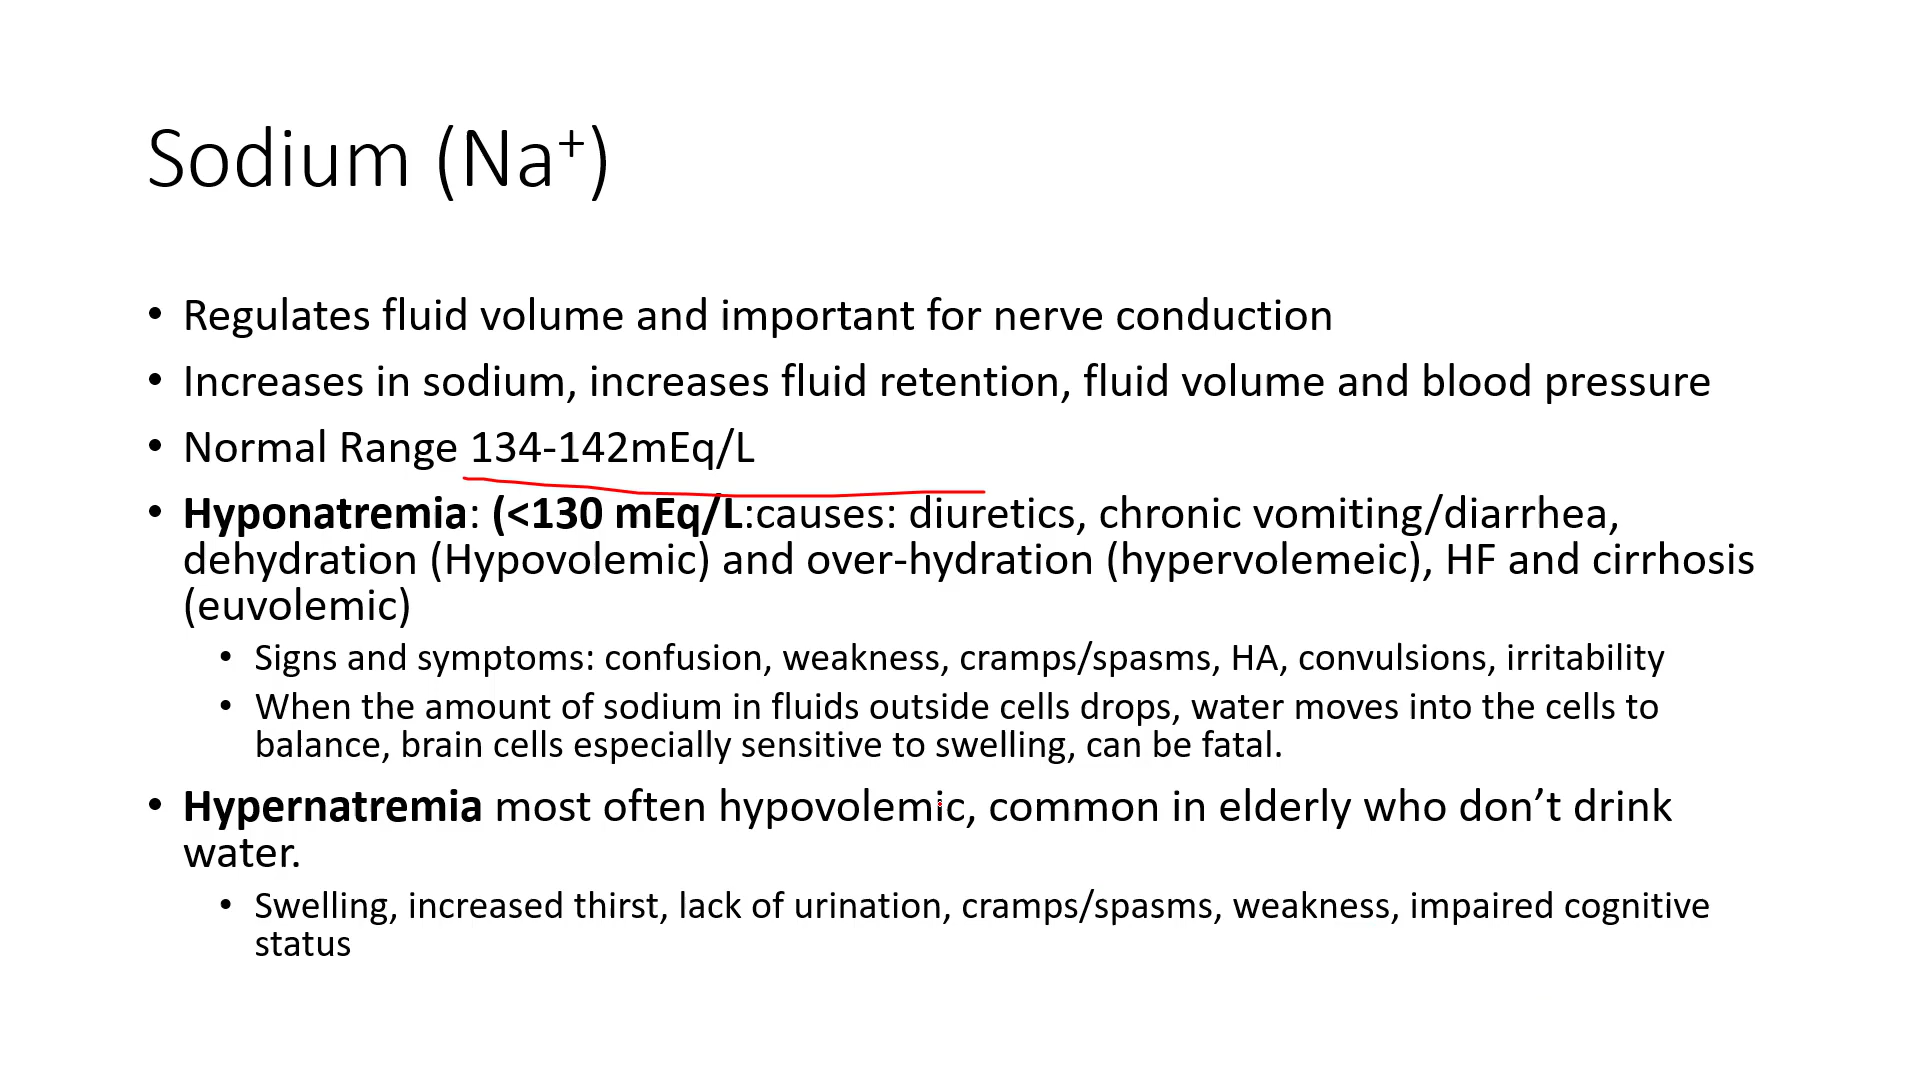 Sodium (Na⁺)
• Regulates fluid volume and important for nerve conduction
• Increases in sodium, increases fluid retention, fluid volume and blood pressure
• Normal Range 134-142mEq/L
• Hyponatremia: (<130 mEq/L:causes: diuretics, chronic vomiting/diarrhea,
dehydration (Hypovolemic) and over-hydration (hypervolemeic), HF and cirrhosis
(euvolemic)
• Signs and symptoms: confusion, weakness, cramps/spasms, HA, convulsions, irritability
• When the amount of sodium in fluids outside cells drops, water moves into the cells to
balance, brain cells especially sensitive to swelling, can be fatal.
• Hypernatremia most often hypovolemic, common in elderly who don’t drink
water.
• Swelling, increased thirst, lack of urination, cramps/spasms, weakness, impaired cognitive
status